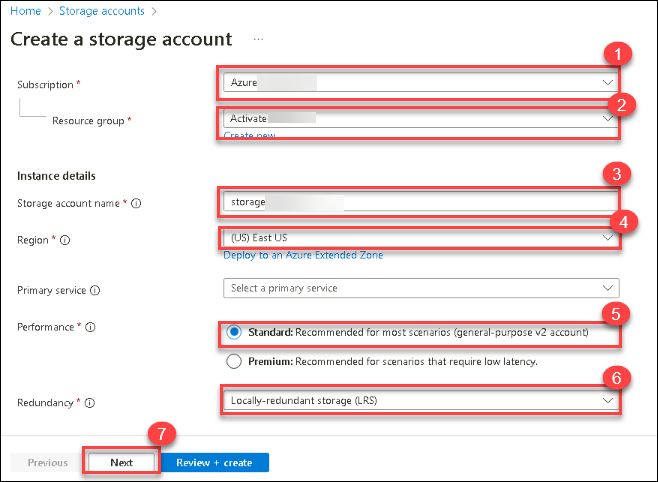 Home > Storage accounts >
Create a storage account ...
1
Subscription *
Azure
2
Resource group *
Activate
Create new
Instance details
3
Storage account name *
storage
4
Region *
(US) East US
Deploy to an Azure Extended Zone
Primary service
Select a primary service
5
Performance *
Standard: Recommended for most scenarios (general-purpose v2 account)
Premium: Recommended for scenarios that require low latency.
6
Redundancy *
Locally-redundant storage (LRS)
7
Previous
Next
Review + create